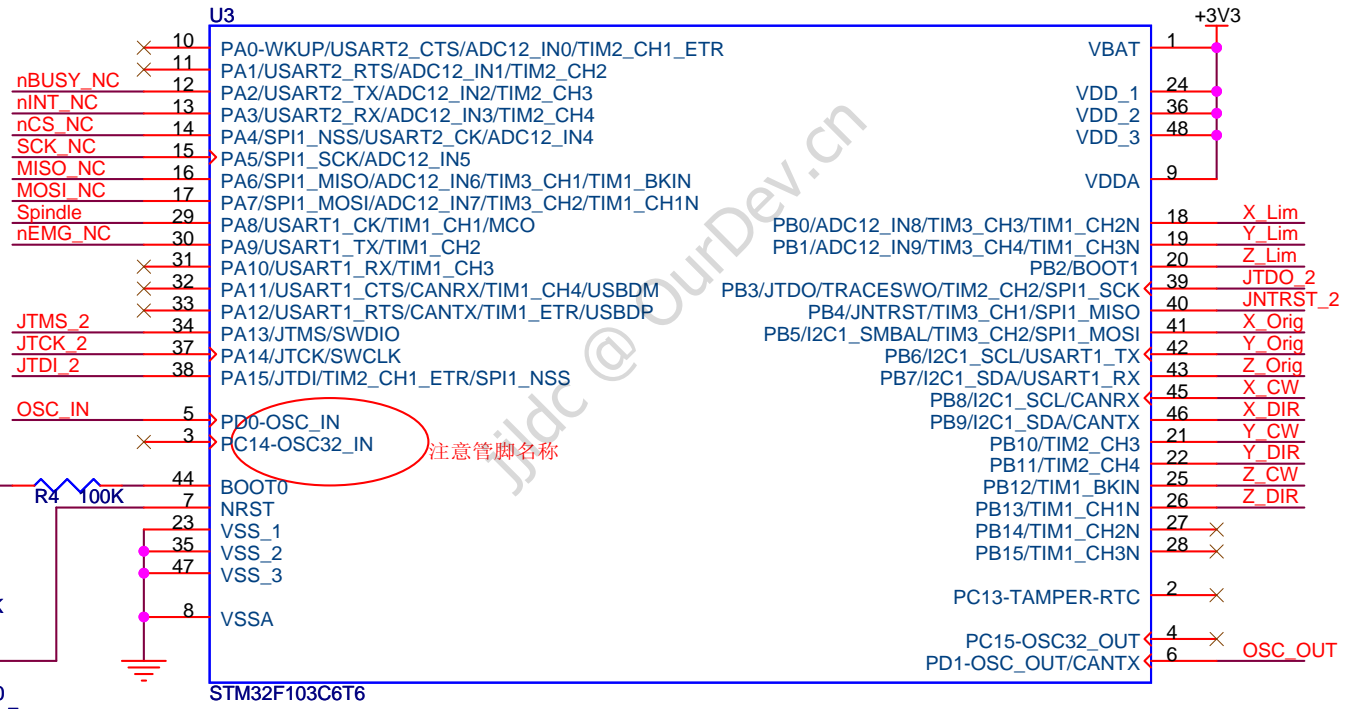 U3
+3V3
10 PA0-WKUP/USART2_CTS/ADC12_IN0/TIM2_CH1_ETR
11 PA1/USART2_RTS/ADC12_IN1/TIM2_CH2
nBUSY_NC 12 PA2/USART2_TX/ADC12_IN2/TIM2_CH3
nINT_NC 13 PA3/USART2_RX/ADC12_IN3/TIM2_CH4
nCS_NC 14 PA4/SPI1_NSS/USART2_CK/ADC12_IN4
SCK_NC 15 PA5/SPI1_SCK/ADC12_IN5
MISO_NC 16 PA6/SPI1_MISO/ADC12_IN6/TIM3_CH1/TIM1_BKIN
MOSI_NC 17 PA7/SPI1_MOSI/ADC12_IN7/TIM3_CH2/TIM1_CH1N
Spindle 29 PA8/USART1_CK/TIM1_CH1/MCO
nEMG_NC 30 PA9/USART1_TX/TIM1_CH2
31 PA10/USART1_RX/TIM1_CH3
32 PA11/USART1_CTS/CANRX/TIM1_CH4/USBDM
33 PA12/USART1_RTS/CANTX/TIM1_ETR/USBDP
JTMS_2 34 PA13/JTMS/SWDIO
JTCK_2 37 PA14/JTCK/SWCLK
JTDI_2 38 PA15/JTDI/TIM2_CH1_ETR/SPI1_NSS
OSC_IN 5 PD0-OSC_IN
3 PC14-OSC32_IN
注意管脚名称
R4 100K
44 BOOT0
7 NRST
23 VSS_1
35 VSS_2
47 VSS_3
8 VSSA
VBAT 1
VDD_1 24
VDD_2 36
VDD_3 48
VDDA 9
PB0/ADC12_IN8/TIM3_CH3/TIM1_CH2N 18 X_Lim
PB1/ADC12_IN9/TIM3_CH4/TIM1_CH3N 19 Y_Lim
PB2/BOOT1 20 Z_Lim
PB3/JTDO/TRACESWO/TIM2_CH2/SPI1_SCK 39 JTDO_2
PB4/JNTRST/TIM3_CH1/SPI1_MISO 40 JNTRST_2
PB5/I2C1_SMBAL/TIM3_CH2/SPI1_MOSI 41 X_Orig
PB6/I2C1_SCL/USART1_TX 42 Y_Orig
PB7/I2C1_SDA/USART1_RX 43 Z_Orig
PB8/I2C1_SCL/CANRX 45 X_CW
PB9/I2C1_SDA/CANTX 46 X_DIR
PB10/TIM2_CH3 21 Y_CW
PB11/TIM2_CH4 22 Y_DIR
PB12/TIM1_BKIN 25 Z_CW
PB13/TIM1_CH1N 26 Z_DIR
PB14/TIM1_CH2N 27
PB15/TIM1_CH3N 28
PC13-TAMPER-RTC 2
PC15-OSC32_OUT 4
PD1-OSC_OUT/CANTX 6 OSC_OUT
STM32F103C6T6
jjldc @ OurDev.cn